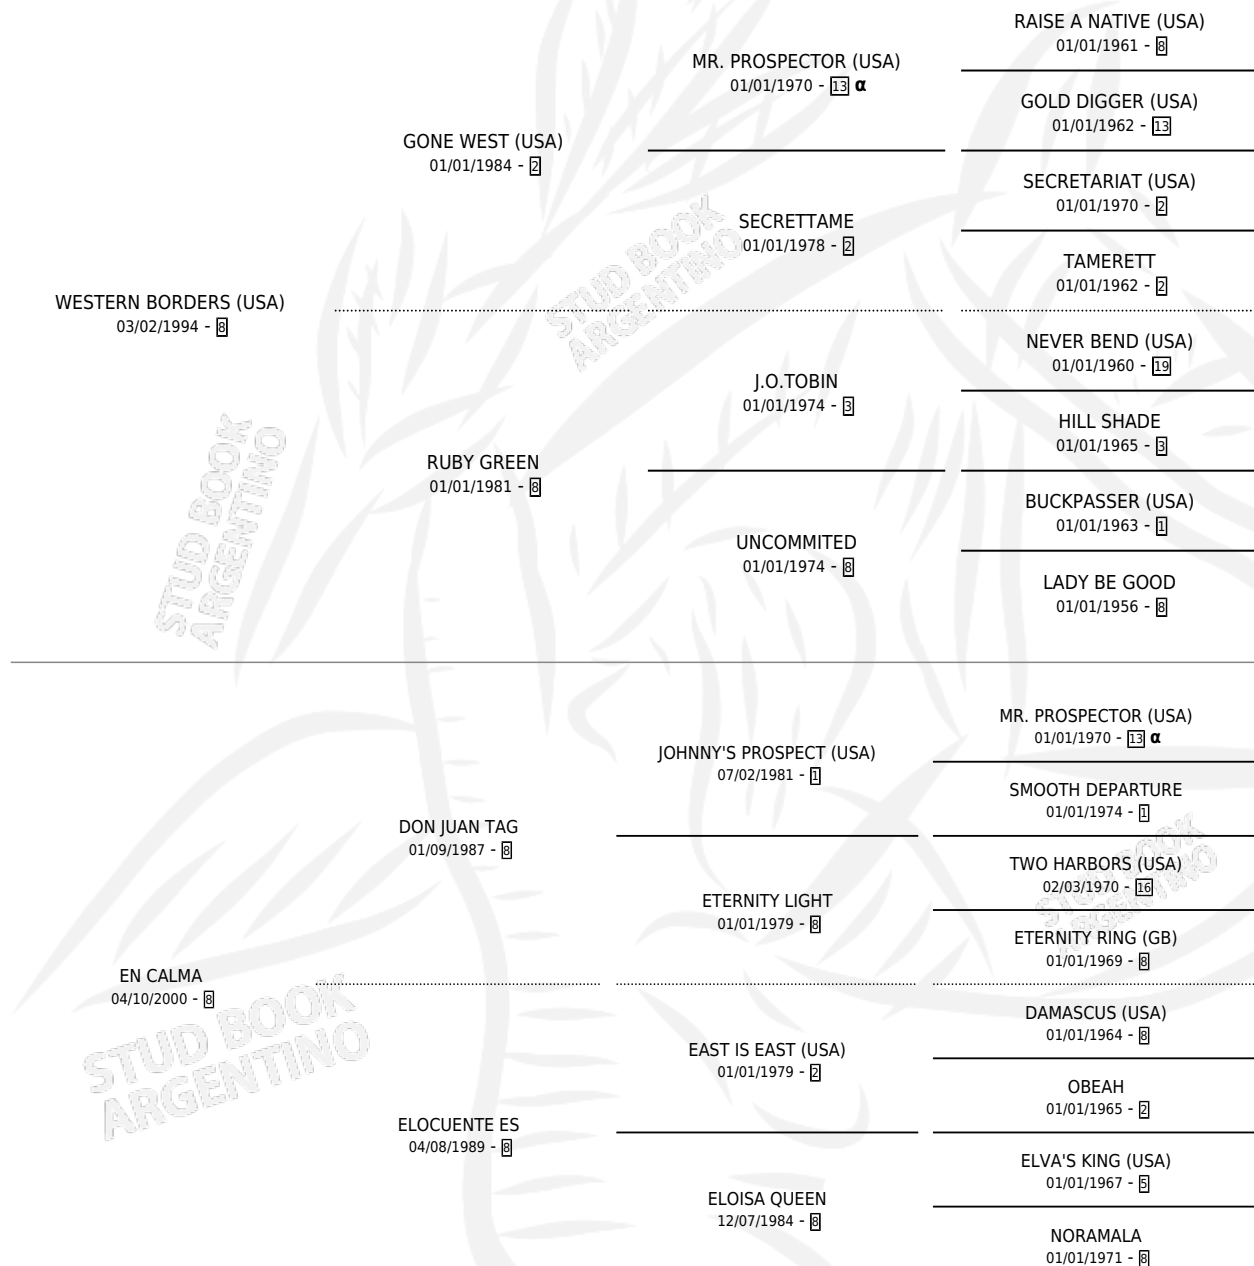 RAISE A NATIVE (USA)
01/01/1961 - 8
MR. PROSPECTOR (USA)
01/01/1970 - 13 α
GOLD DIGGER (USA)
01/01/1962 - 13
GONE WEST (USA)
01/01/1984 - 2
SECRETARIAT (USA)
01/01/1970 - 2
SECRETTAME
01/01/1978 - 2
TAMERETT
01/01/1962 - 2
WESTERN BORDERS (USA)
03/02/1994 - 8
NEVER BEND (USA)
01/01/1960 - 19
J.O.TOBIN
01/01/1974 - 3
HILL SHADE
01/01/1965 - 3
RUBY GREEN
01/01/1981 - 8
BUCKPASSER (USA)
01/01/1963 - 1
UNCOMMITED
01/01/1974 - 8
LADY BE GOOD
01/01/1956 - 8
MR. PROSPECTOR (USA)
01/01/1970 - 13 α
JOHNNY'S PROSPECT (USA)
07/02/1981 - 1
SMOOTH DEPARTURE
01/01/1974 - 1
DON JUAN TAG
01/09/1987 - 8
TWO HARBORS (USA)
02/03/1970 - 16
ETERNITY LIGHT
01/01/1979 - 8
ETERNITY RING (GB)
01/01/1969 - 8
EN CALMA
04/10/2000 - 8
DAMASCUS (USA)
01/01/1964 - 8
EAST IS EAST (USA)
01/01/1979 - 2
OBEAH
01/01/1965 - 2
ELOCUENTE ES
04/08/1989 - 8
ELVA'S KING (USA)
01/01/1967 - 5
ELOISA QUEEN
12/07/1984 - 8
NORAMALA
01/01/1971 - 8
STUD BOOK
ARGENTINO
STUD BOOK
ARGENTINO
STUD BOOK
ARGENTINO
STUD BOOK
ARGENTINO